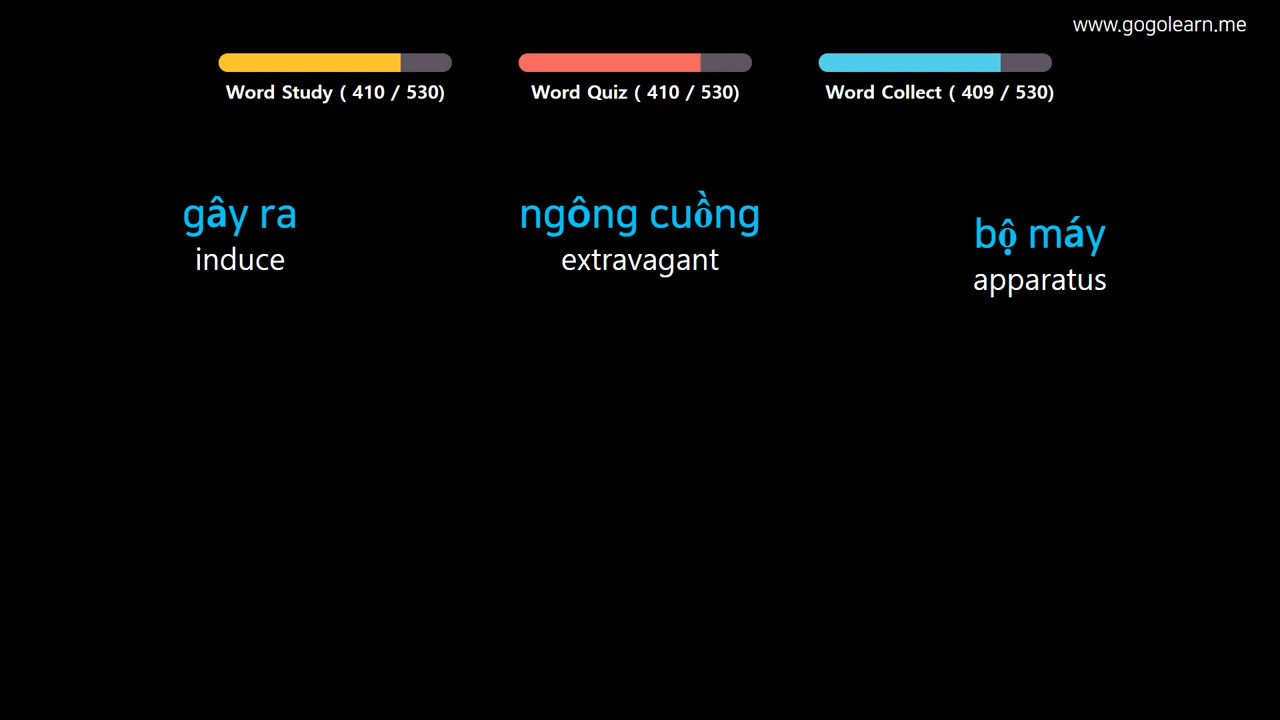 www.gogolearn.me
Word Study ( 410 / 530)
Word Quiz ( 410 / 530)
Word Collect ( 409 / 530)
gây ra
induce
ngông cuồng
extravagant
bộ máy
apparatus